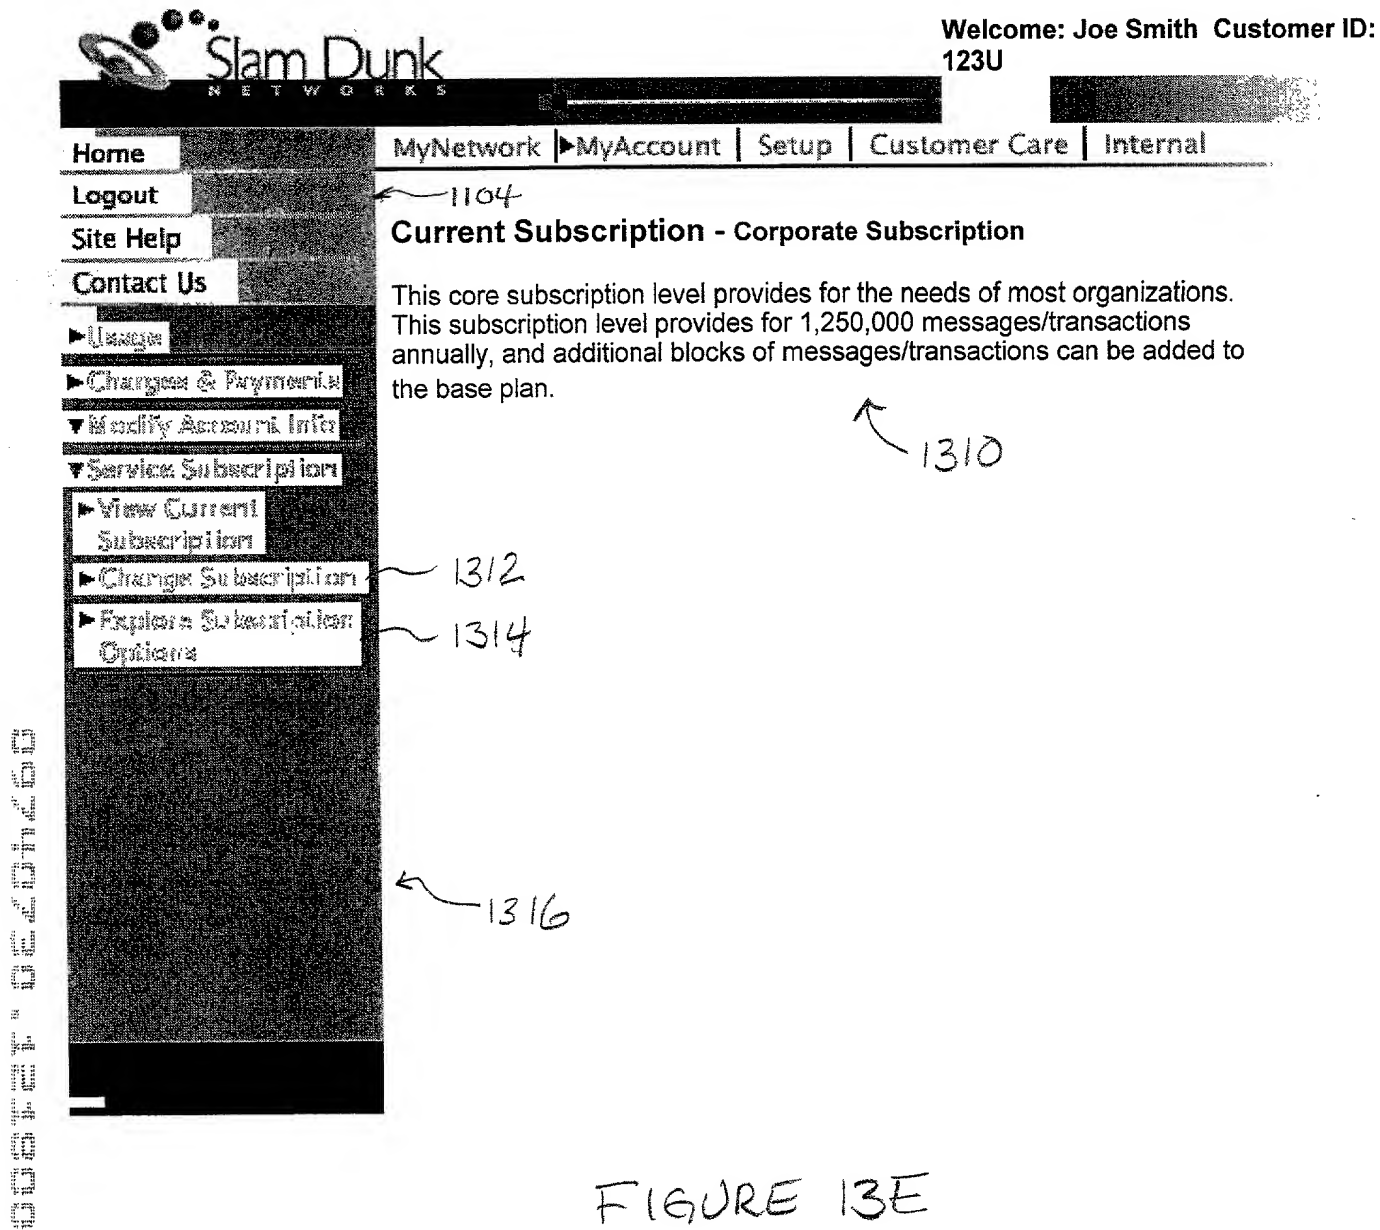 Slam Dunk
NETWORKS
Welcome: Joe Smith Customer ID:
123U
MyNetwork ▶MyAccount | Setup | Customer Care | Internal
Home
Logout
Site Help
Contact Us
▶Usage
▶Charges & Payments
▼Modify Account Info
▼Service Subscription
▶View Current
Subscription
▶Change Subscription
▶Explore Subscription
Options
1104
Current Subscription - Corporate Subscription
This core subscription level provides for the needs of most organizations.
This subscription level provides for 1,250,000 messages/transactions
annually, and additional blocks of messages/transactions can be added to
the base plan.
1310
1312
1314
1316
FIGURE 13E